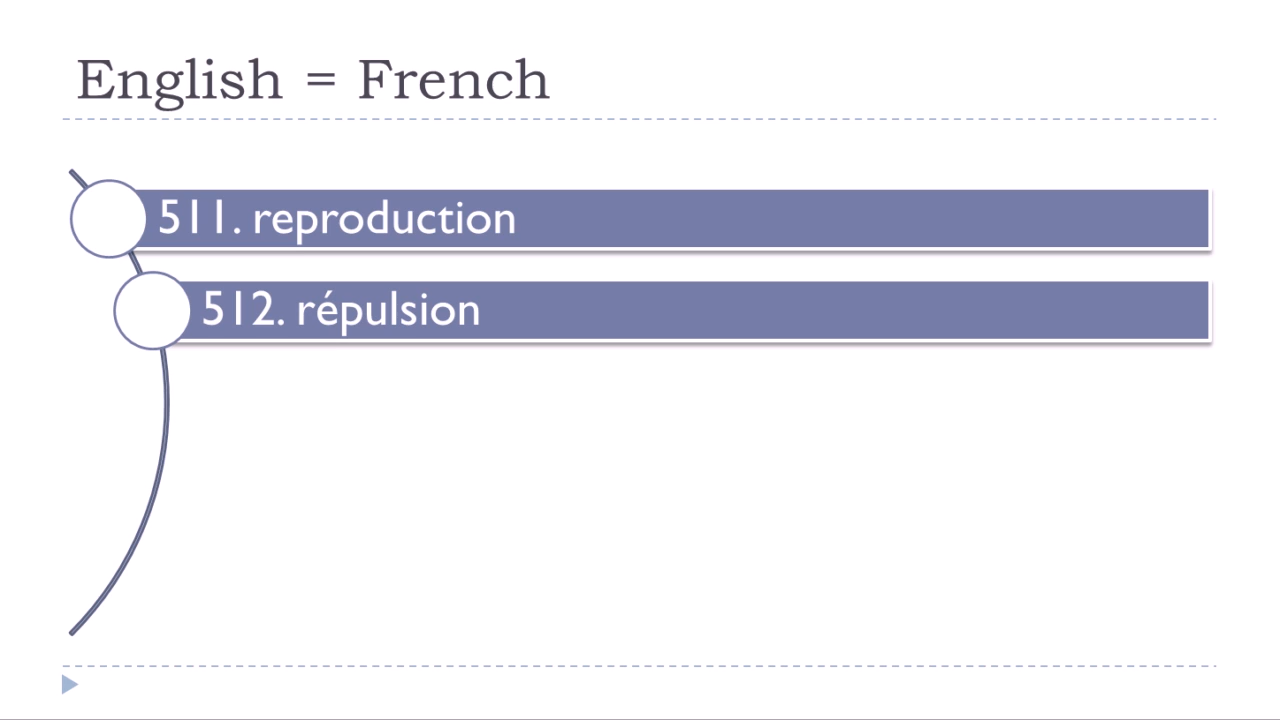 English = French
511. reproduction
512. répulsion